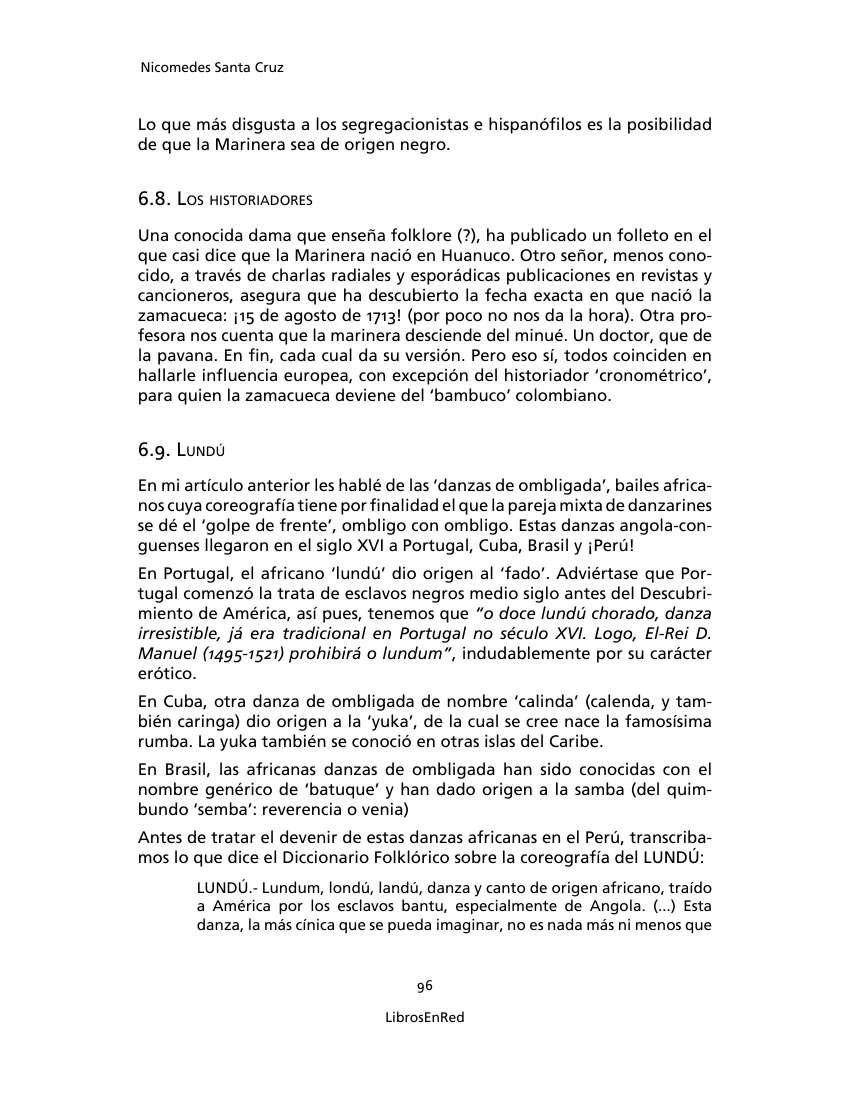 Nicomedes Santa Cruz
Lo que más disgusta a los segregacionistas e hispanófilos es la posibilidad
de que la Marinera sea de origen negro.
6.8. Los historiadores
Una conocida dama que enseña folklore (?), ha publicado un folleto en el
que casi dice que la Marinera nació en Huanuco. Otro señor, menos cono-
cido, a través de charlas radiales y esporádicas publicaciones en revistas y
cancioneros, asegura que ha descubierto la fecha exacta en que nació la
zamacueca: ¡15 de agosto de 1713! (por poco no nos da la hora). Otra pro-
fesora nos cuenta que la marinera desciende del minué. Un doctor, que de
la pavana. En fin, cada cual da su versión. Pero eso sí, todos coinciden en
hallarle influencia europea, con excepción del historiador ‘cronométrico’,
para quien la zamacueca deviene del ‘bambuco’ colombiano.
6.9. Lundú
En mi artículo anterior les hablé de las ‘danzas de ombligada’, bailes africa-
nos cuya coreografía tiene por finalidad el que la pareja mixta de danzarines
se dé el ‘golpe de frente’, ombligo con ombligo. Estas danzas angola-con-
guenses llegaron en el siglo XVI a Portugal, Cuba, Brasil y ¡Perú!
En Portugal, el africano ‘lundú’ dio origen al ‘fado’. Adviértase que Por-
tugal comenzó la trata de esclavos negros medio siglo antes del Descubri-
miento de América, así pues, tenemos que “o doce lundú chorado, danza
irresistible, já era tradicional en Portugal no século XVI. Logo, El-Rei D.
Manuel (1495-1521) prohibirá o lundum”, indudablemente por su carácter
erótico.
En Cuba, otra danza de ombligada de nombre ‘calinda’ (calenda, y tam-
bién caringa) dio origen a la ‘yuka’, de la cual se cree nace la famosísima
rumba. La yuka también se conoció en otras islas del Caribe.
En Brasil, las africanas danzas de ombligada han sido conocidas con el
nombre genérico de ‘batuque’ y han dado origen a la samba (del quim-
bundo ‘semba’: reverencia o venia)
Antes de tratar el devenir de estas danzas africanas en el Perú, transcriba-
mos lo que dice el Diccionario Folklórico sobre la coreografía del LUNDÚ:
LUNDÚ.- Lundum, londú, landú, danza y canto de origen africano, traído
a América por los esclavos bantu, especialmente de Angola. (...) Esta
danza, la más cínica que se pueda imaginar, no es nada más ni menos que
96
LibrosEnRed